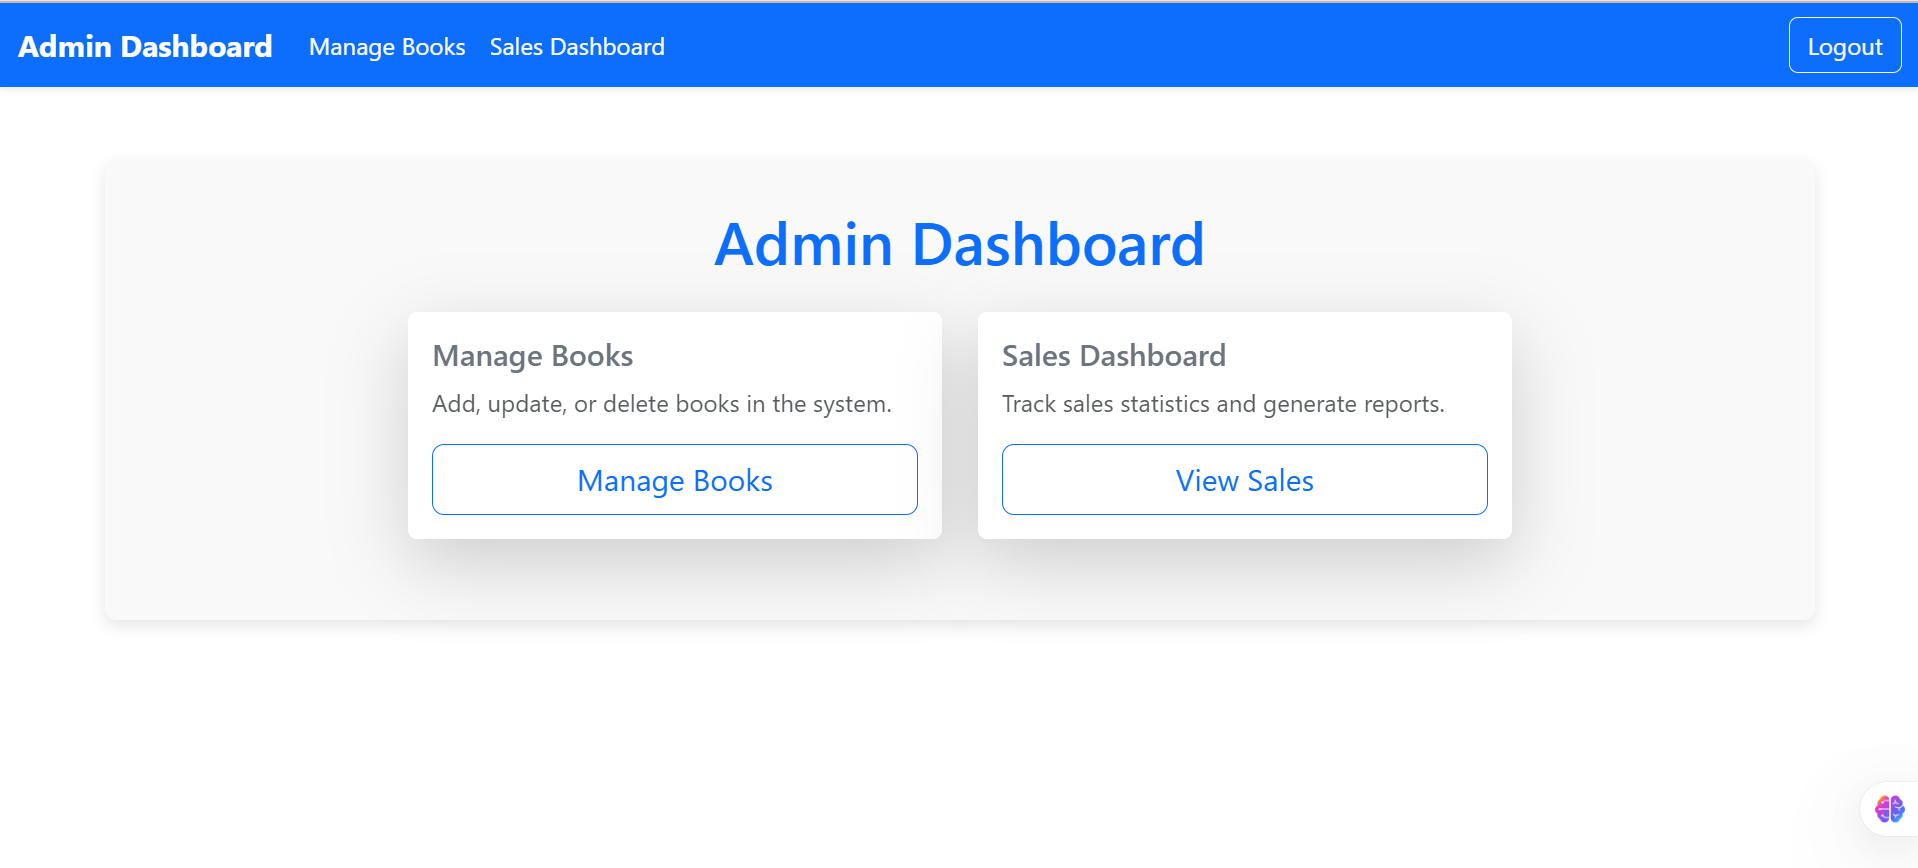 Admin Dashboard Manage Books Sales Dashboard Logout
Admin Dashboard
Manage Books
Add, update, or delete books in the system.
Manage Books
Sales Dashboard
Track sales statistics and generate reports.
View Sales